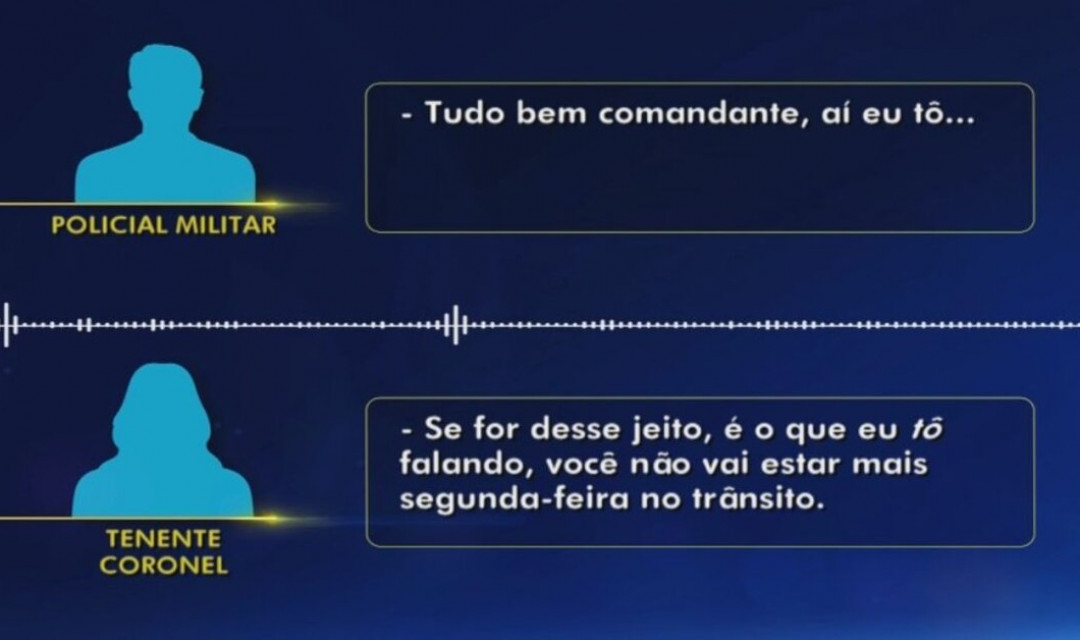 - Tudo bem comandante, aí eu tô...
POLICIAL MILITAR
- Se for desse jeito, é o que eu tô
falando, você não vai estar mais
segunda-feira no trânsito.
TENENTE
CORONEL